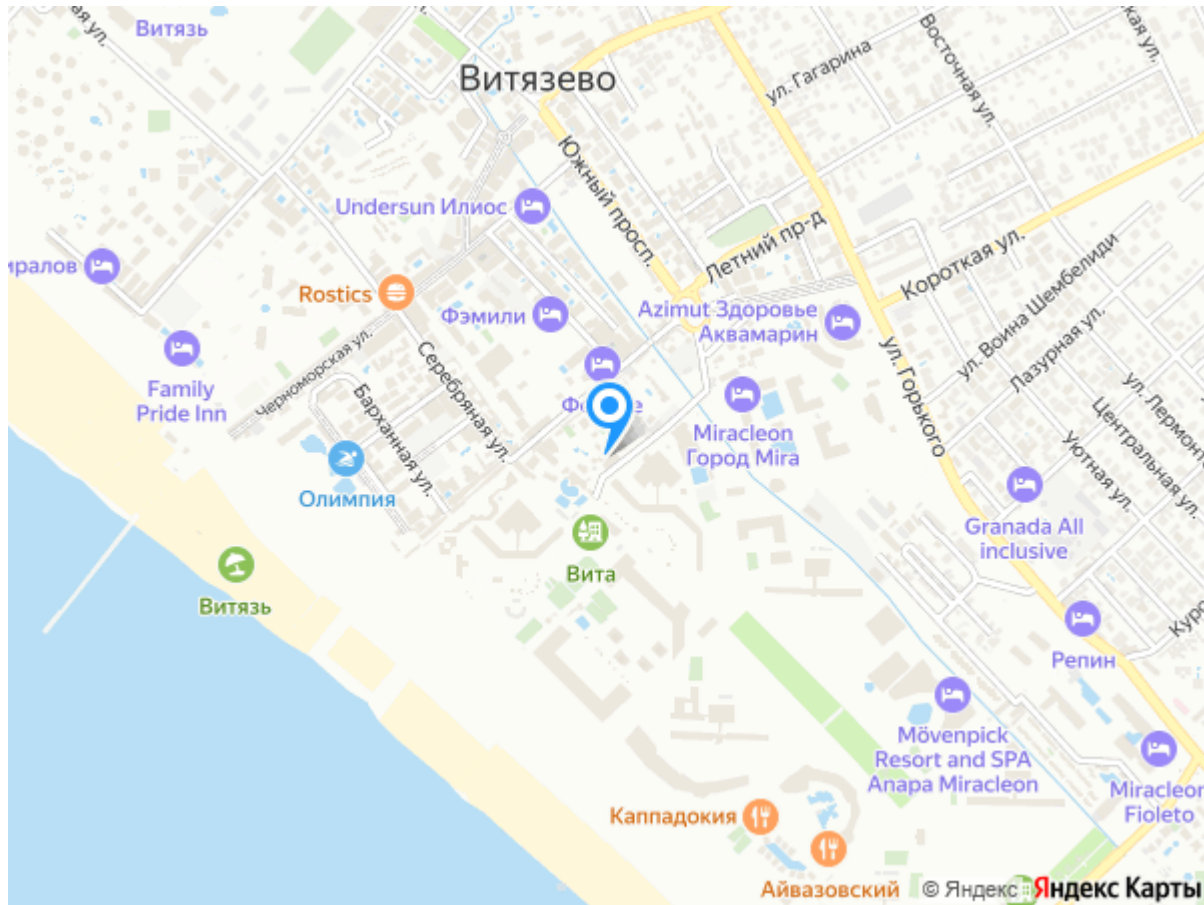 Витязь
ул. Гагарина
Восточная ул.
Витязево
Южный просп.
Undersun Илиос
Летний пр-д
Короткая ул.
ул. Воина Шембелиди
Rostics
Фэмили
Azimut Здоровье
Аквамарин
Лазурная ул.
Family
Pride Inn
Черноморская ул.
Серебряная ул.
Барханная ул.
ул. Горького
Центральная ул.
Уютная ул.
Miracleon
Город Mira
Олимпия
Granada All
inclusive
Вита
Витязь
Репин
Mövenpick
Resort and SPA
Anapa Miracleon
Miracleon
Fioleto
Каппадокия
Айвазовский
© Яндекс
Яндекс Карты